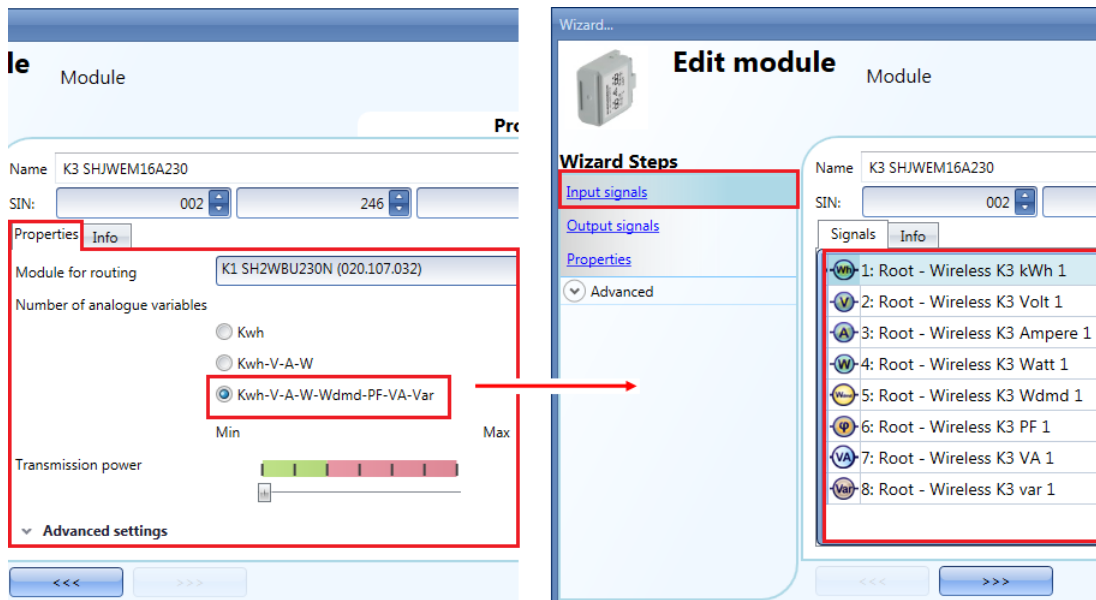 le
Module
Pro
Name K3 SHJWEM16A230
SIN: 002 246
Properties Info
Module for routing K1 SH2WBU230N (020.107.032)
Number of analogue variables
Kwh
Kwh-V-A-W
Kwh-V-A-W-Wdmd-PF-VA-Var
Min Max
Transmission power
Advanced settings
<<< >>>
Wizard...
Edit module
Module
Wizard Steps
Input signals
Output signals
Properties
Advanced
Name K3 SHJWEM16A230
SIN: 002
Signals Info
Wh 1: Root - Wireless K3 kWh 1
V 2: Root - Wireless K3 Volt 1
A 3: Root - Wireless K3 Ampere 1
W 4: Root - Wireless K3 Watt 1
5: Root - Wireless K3 Wdmd 1
φ 6: Root - Wireless K3 PF 1
VA 7: Root - Wireless K3 VA 1
Var 8: Root - Wireless K3 var 1
<<< >>>